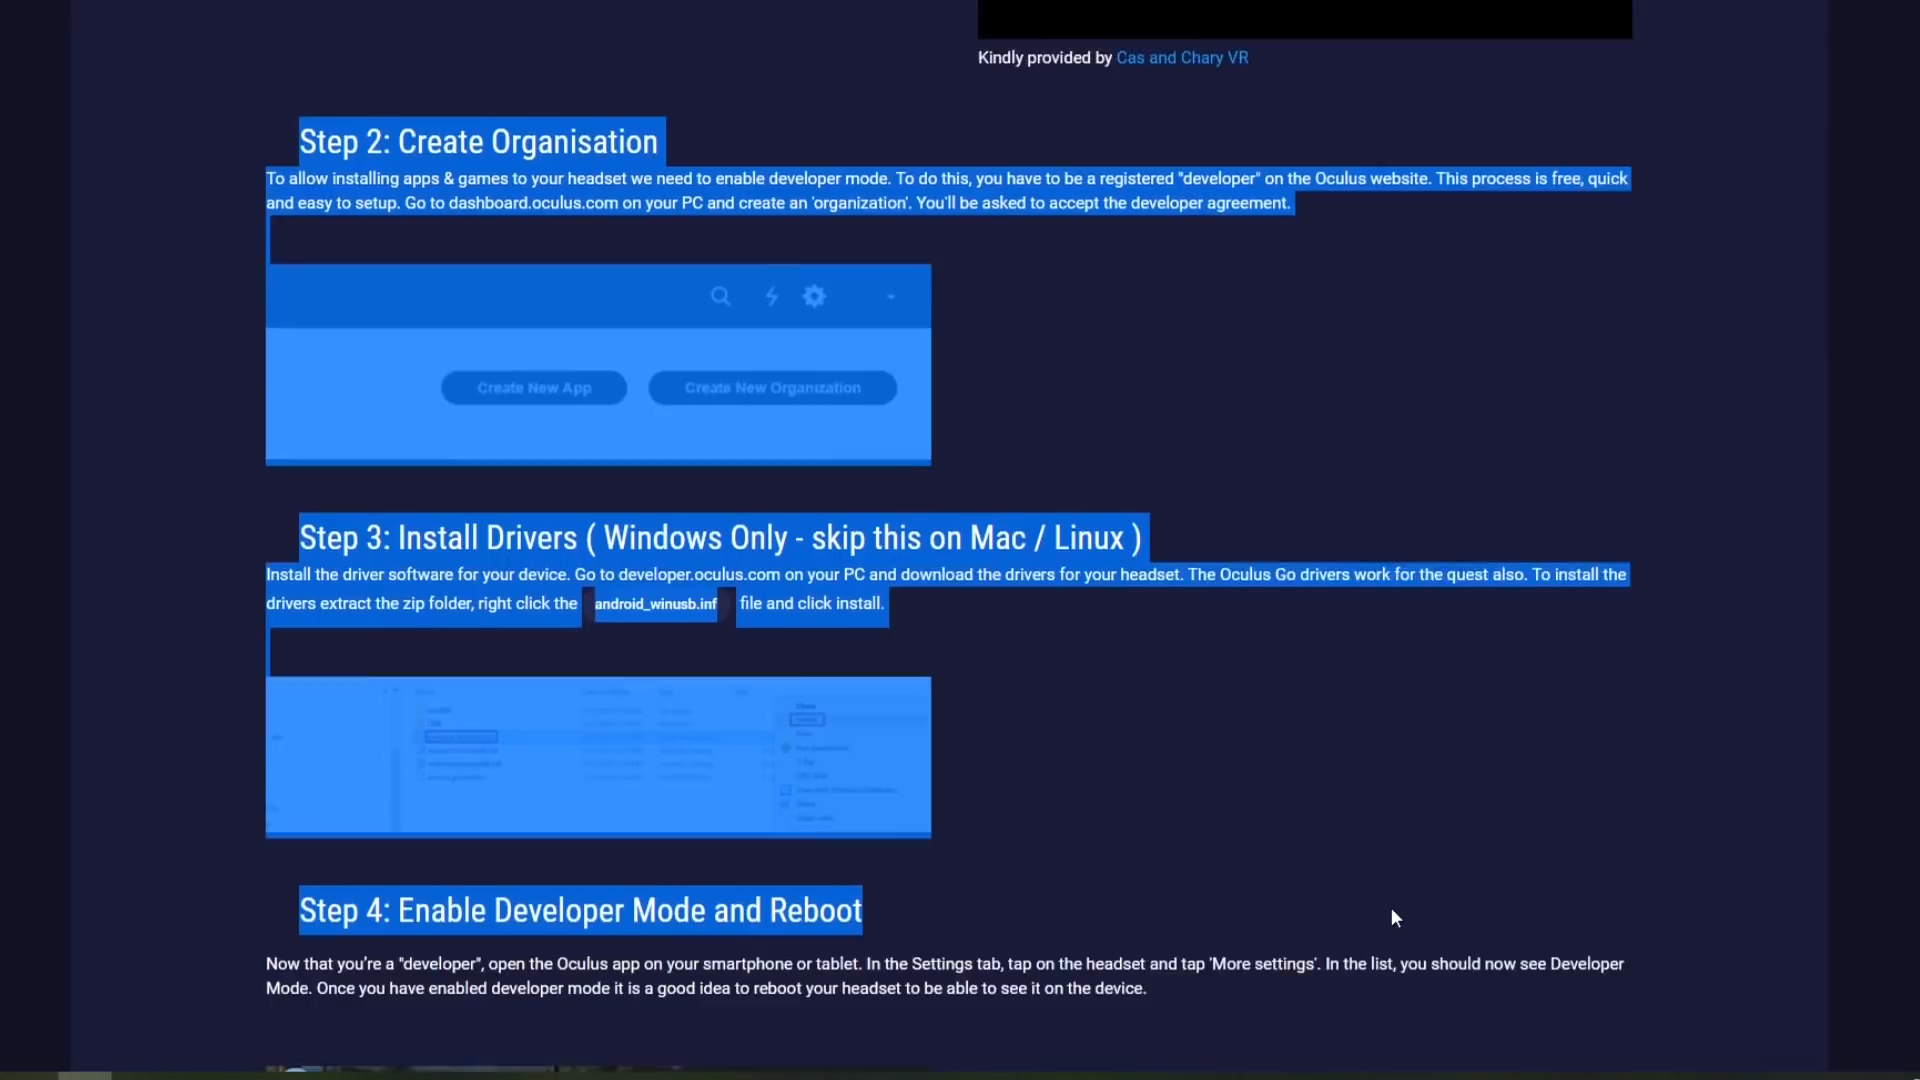 Kindly provided by Cas and Chary VR
Step 2: Create Organisation
To allow installing apps & games to your headset we need to enable developer mode. To do this, you have to be a registered "developer" on the Oculus website. This process is free, quick
and easy to setup. Go to dashboard.oculus.com on your PC and create an 'organization'. You'll be asked to accept the developer agreement.
Create New App Create New Organization
Step 3: Install Drivers ( Windows Only - skip this on Mac / Linux )
Install the driver software for your device. Go to developer.oculus.com on your PC and download the drivers for your headset. The Oculus Go drivers work for the quest also. To install the
drivers extract the zip folder, right click the android_winusb.inf file and click install.
Step 4: Enable Developer Mode and Reboot
Now that you’re a "developer", open the Oculus app on your smartphone or tablet. In the Settings tab, tap on the headset and tap 'More settings'. In the list, you should now see Developer
Mode. Once you have enabled developer mode it is a good idea to reboot your headset to be able to see it on the device.